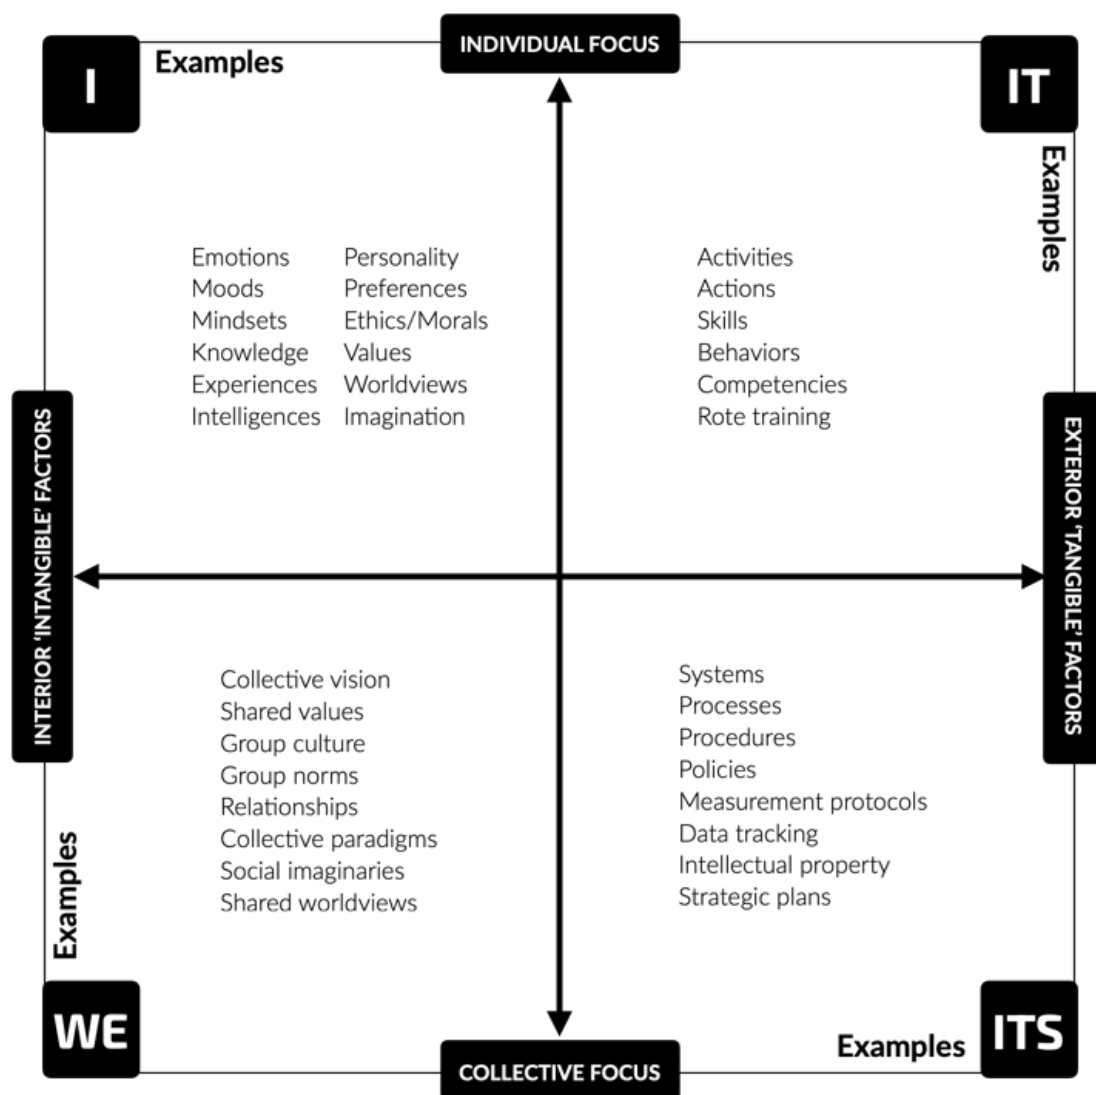 INDIVIDUAL FOCUS
I
Examples
IT
Examples
Emotions
Moods
Mindsets
Knowledge
Experiences
Intelligences
Personality
Preferences
Ethics/Morals
Values
Worldviews
Imagination
Activities
Actions
Skills
Behaviors
Competencies
Rote training
INTERIOR ‘INTANGIBLE’ FACTORS
EXTERIOR ‘TANGIBLE’ FACTORS
Collective vision
Shared values
Group culture
Group norms
Relationships
Collective paradigms
Social imaginaries
Shared worldviews
Systems
Processes
Procedures
Policies
Measurement protocols
Data tracking
Intellectual property
Strategic plans
Examples
WE
Examples
ITS
COLLECTIVE FOCUS